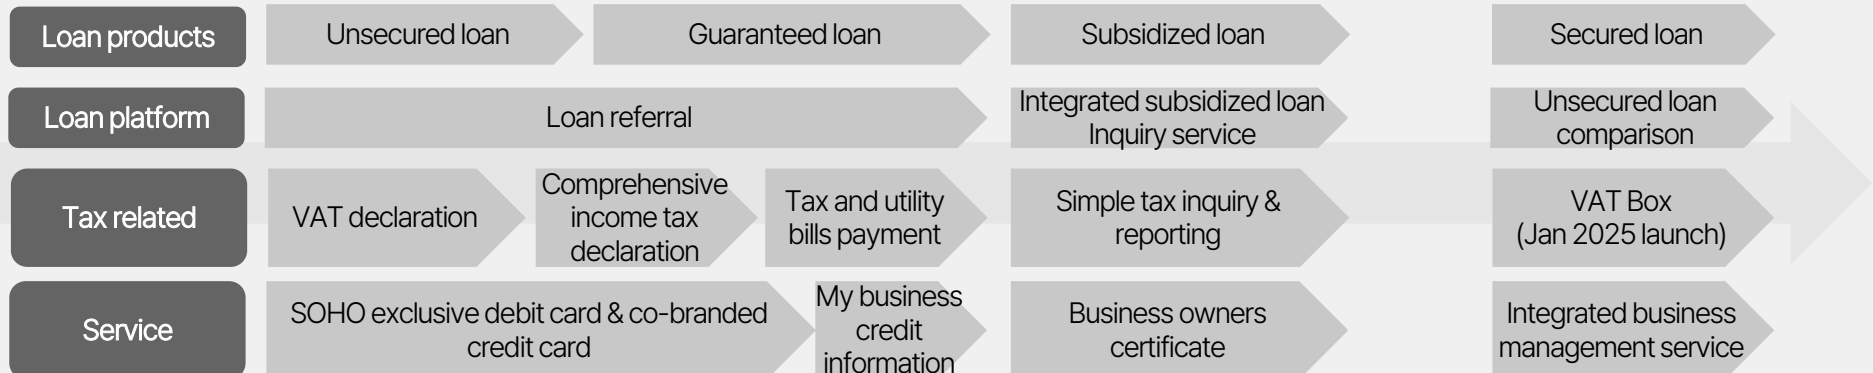 Loan products
Unsecured loan
Guaranteed loan
Subsidized loan
Secured loan
Loan platform
Loan referral
Integrated subsidized loan
Inquiry service
Unsecured loan
comparison
Tax related
VAT declaration
Comprehensive
income tax
declaration
Tax and utility
bills payment
Simple tax inquiry &
reporting
VAT Box
(Jan 2025 launch)
Service
SOHO exclusive debit card & co-branded
credit card
My business
credit
information
Business owners
certificate
Integrated business
management service